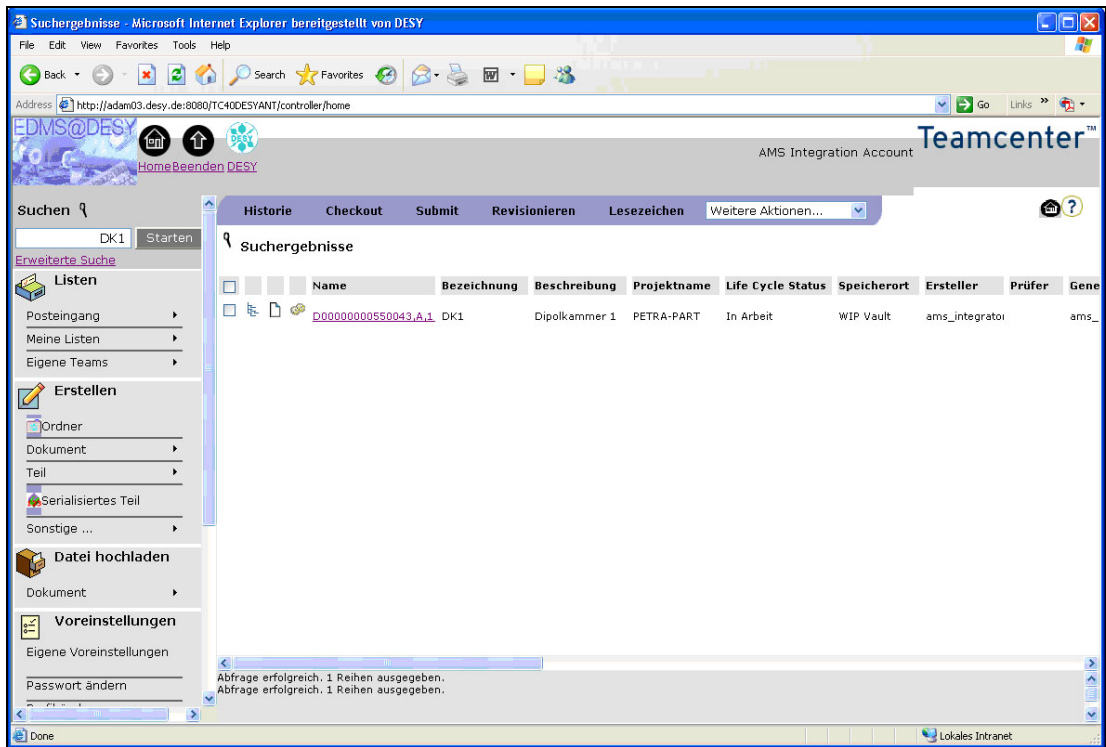 Suchergebnisse - Microsoft Internet Explorer bereitgestellt von DESY
File Edit View Favorites Tools Help
Back Search Favorites
Address http://adam03.desy.de:8080/TC40DESYANT/controller/home Go Links »
EDMS@DESY
Home Beenden DESY
AMS Integration Account
Teamcenter™
Suchen
DK1 Starten
Erweiterte Suche
Listen
Posteingang
Meine Listen
Eigene Teams
Erstellen
Ordner
Dokument
Teil
Serialisiertes Teil
Sonstige ...
Datei hochladen
Dokument
Voreinstellungen
Eigene Voreinstellungen
Passwort ändern
Historie Checkout Submit Revisionieren Lesezeichen Weitere Aktionen... ?
Suchergebnisse
Name Bezeichnung Beschreibung Projektname Life Cycle Status Speicherort Ersteller Prüfer Gene
D00000000550043,A,1 DK1 Dipolkammer 1 PETRA-PART In Arbeit WIP Vault ams_integrator ams_
Abfrage erfolgreich. 1 Reihen ausgegeben.
Abfrage erfolgreich. 1 Reihen ausgegeben.
Done Lokales Intranet